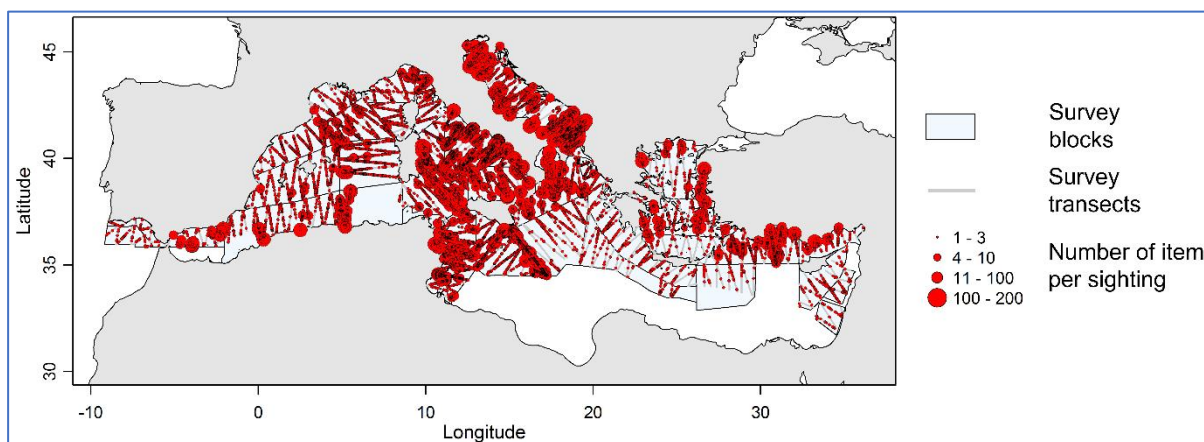 45
40
35
30
Latitude
-10
0
10
20
30
Longitude
Survey
blocks
Survey
transects
1 - 3
4 - 10
11 - 100
100 - 200
Number of item
per sighting